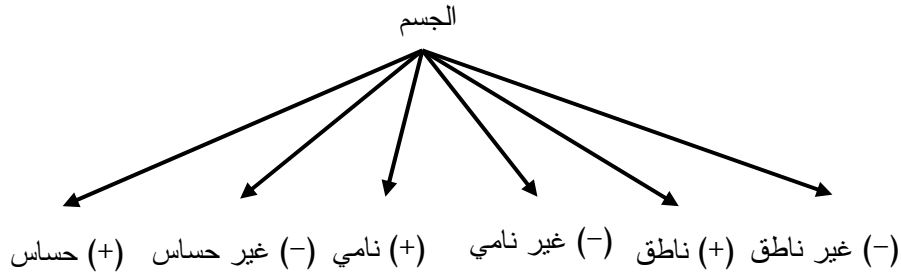 الجسم
(−) غير ناطق (+) ناطق (−) غير نامي (+) نامي (−) غير حساس (+) حساس